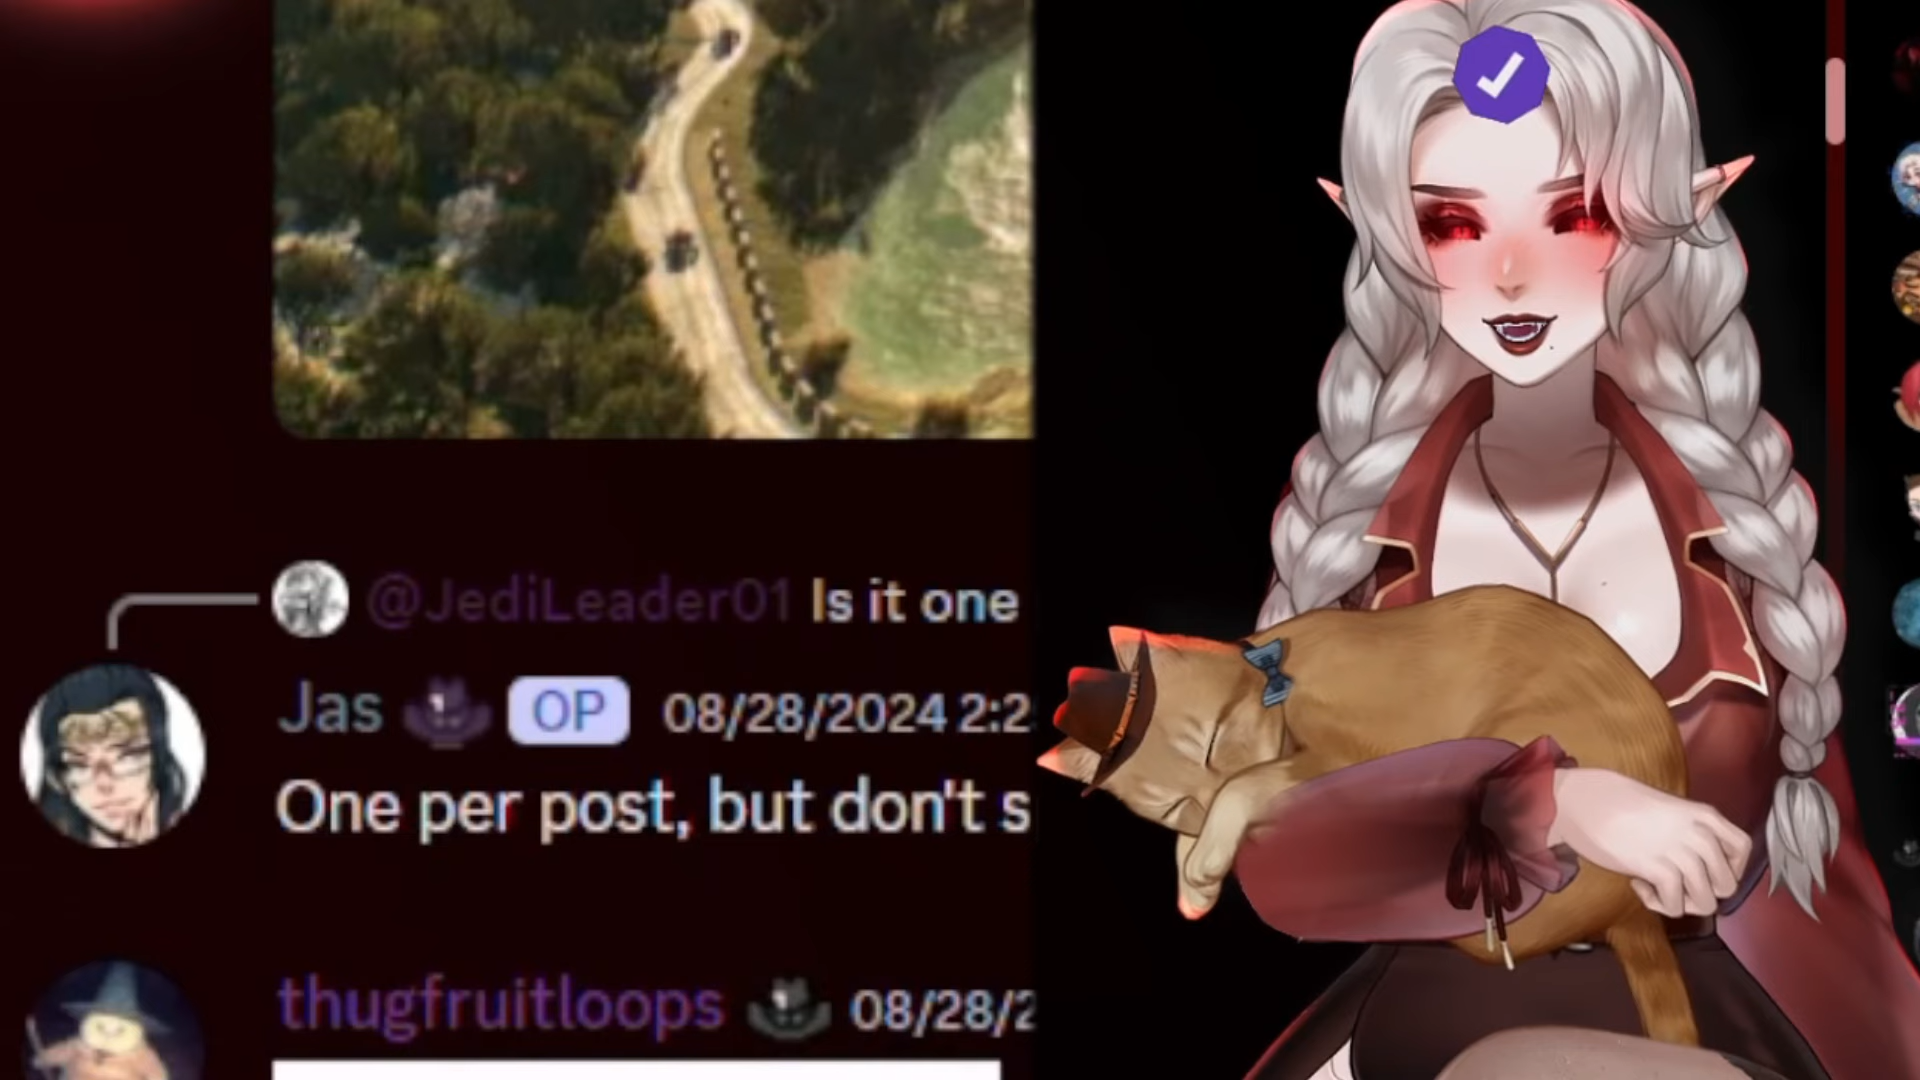 @JediLeader01 Is it one
Jas OP 08/28/2024 2:2
One per post, but don't s
thugfruitloops 08/28/2